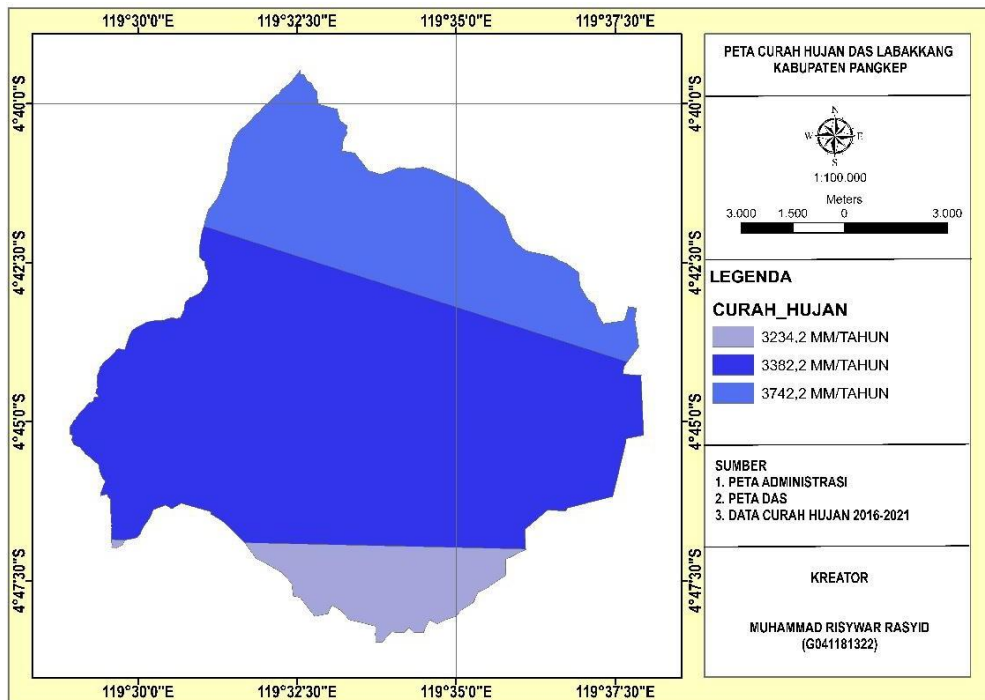 119°30'0"E 119°32'30"E 119°35'0"E 119°37'30"E
4°40'0"S 4°40'0"S
4°42'30"S 4°42'30"S
4°45'0"S 4°45'0"S
4°47'30"S 4°47'30"S
119°30'0"E 119°32'30"E 119°35'0"E 119°37'30"E
PETA CURAH HUJAN DAS LABAKKANG
KABUPATEN PANGKEP
N
W E
S
1:100.000
Meters
3.000 1.500 0 3.000
LEGENDA
CURAH_HUJAN
3234,2 MM/TAHUN
3382,2 MM/TAHUN
3742,2 MM/TAHUN
SUMBER
1. PETA ADMINISTRASI
2. PETA DAS
3. DATA CURAH HUJAN 2016-2021
KREATOR
MUHAMMAD RISYWAR RASYID
(G041181322)